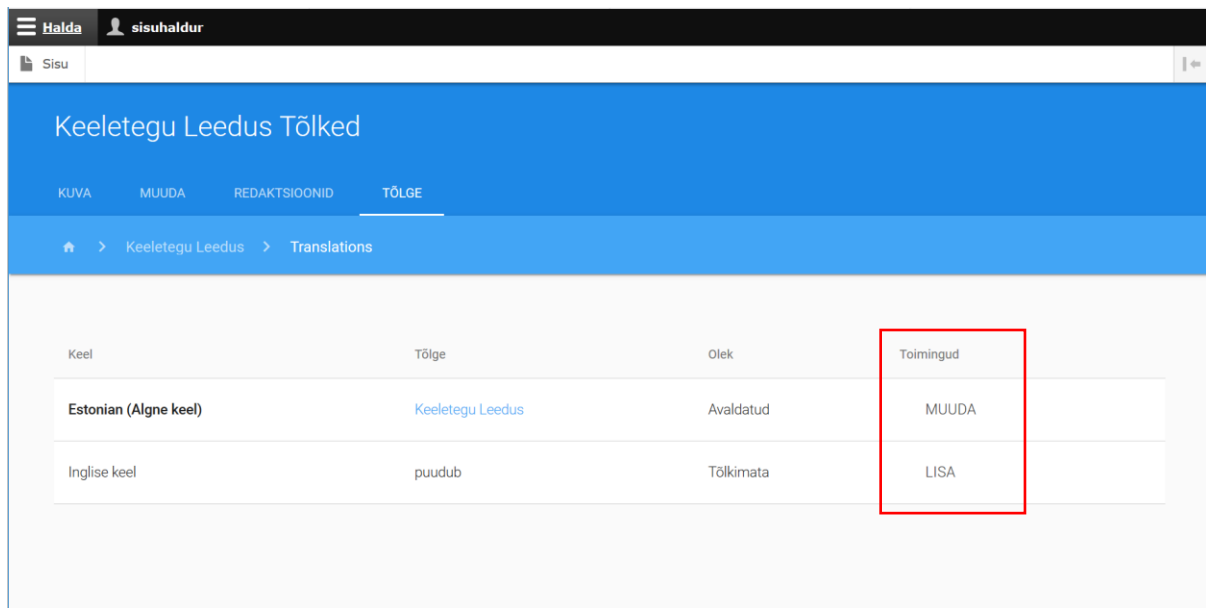 Halda sisuhaldur
Sisu
Keeletegu Leedus Tõlked
KUVA MUUDA REDAKTSIOONID TÕLGE
> Keeletegu Leedus > Translations
Keel Tõlge Olek Toimingud
Estonian (Algne keel) Keeletegu Leedus Avaldatud MUUDA
Inglise keel puudub Tõlkimata LISA